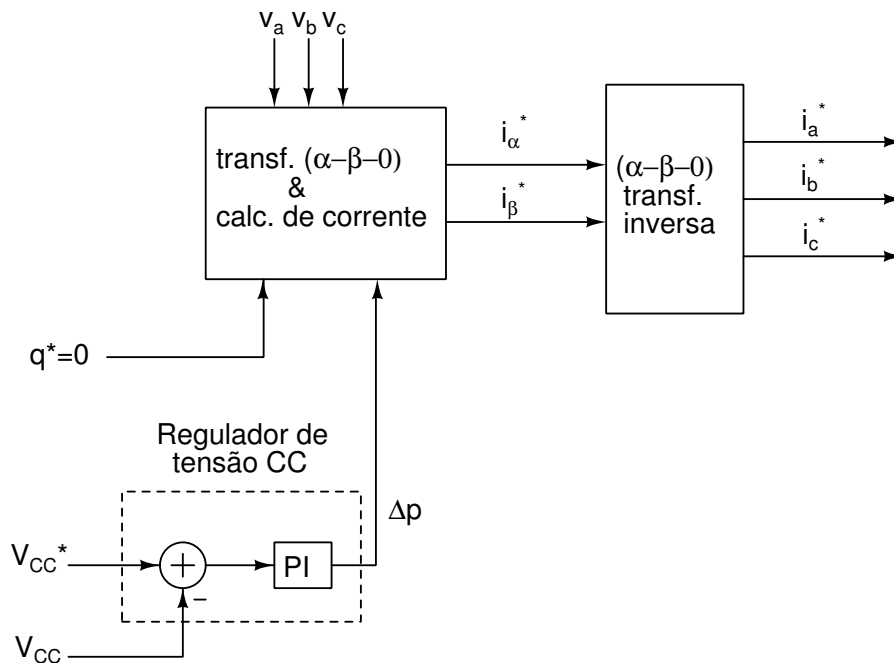 v_a v_b v_c
transf. (α−β−0)
&
calc. de corrente
i_α^*
i_β^*
(α−β−0)
transf.
inversa
i_a^*
i_b^*
i_c^*
q*=0
Regulador de
tensão CC
Δp
V_CC*
+
PI
−
V_CC